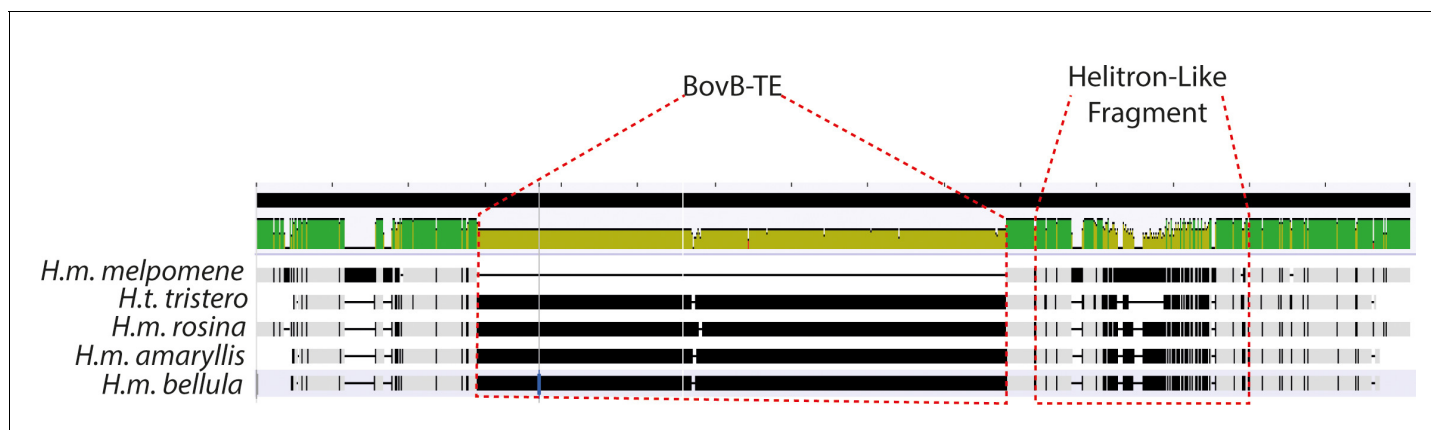 BovB-TE
Helitron-Like
Fragment
H.m. melpomene
H.t. tristero
H.m. rosina
H.m. amaryllis
H.m. bellula